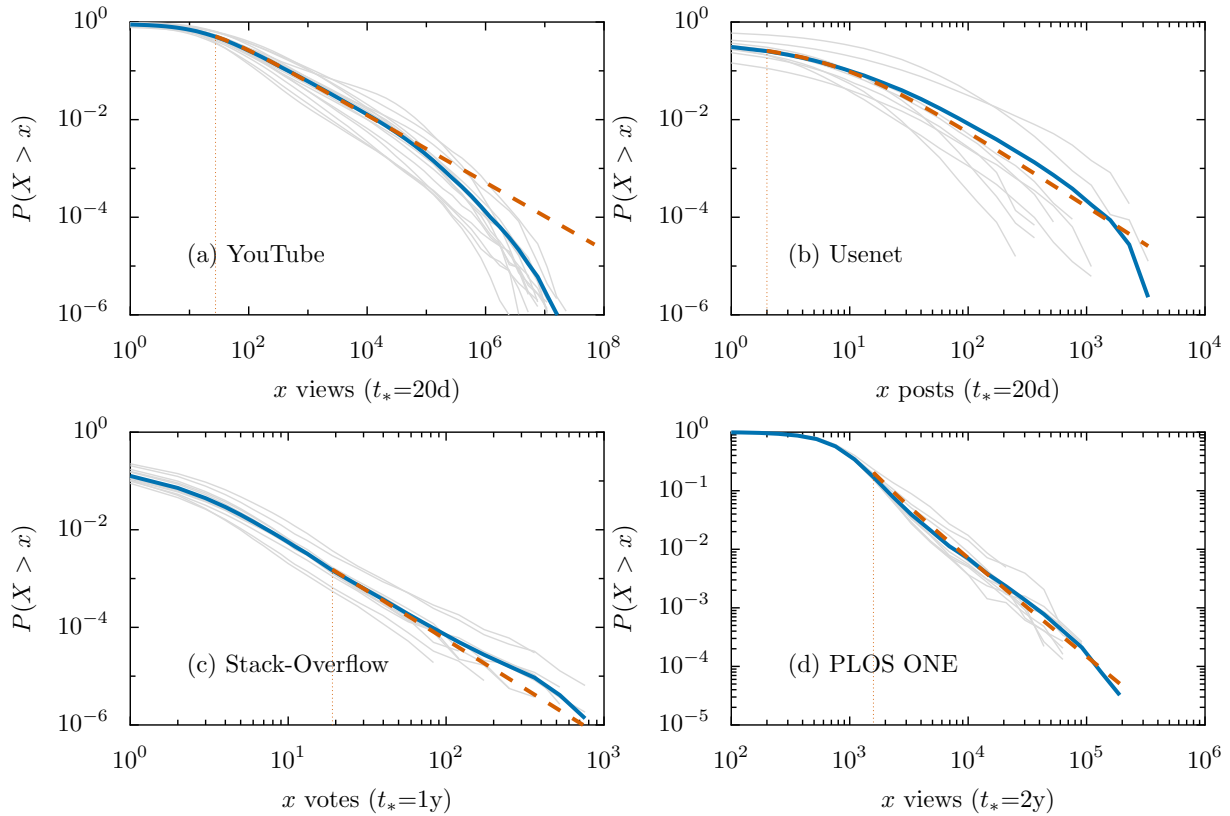 10^0
10^-2
10^-4
10^-6
P(X > x)
(a) YouTube
10^0 10^2 10^4 10^6 10^8
x views (t_*=20d)
10^0
10^-2
10^-4
10^-6
P(X > x)
(b) Usenet
10^0 10^1 10^2 10^3 10^4
x posts (t_*=20d)
10^0
10^-2
10^-4
10^-6
P(X > x)
(c) Stack-Overflow
10^0 10^1 10^2 10^3
x votes (t_*=1y)
10^0
10^-1
10^-2
10^-3
10^-4
10^-5
P(X > x)
(d) PLOS ONE
10^2 10^3 10^4 10^5 10^6
x views (t_*=2y)